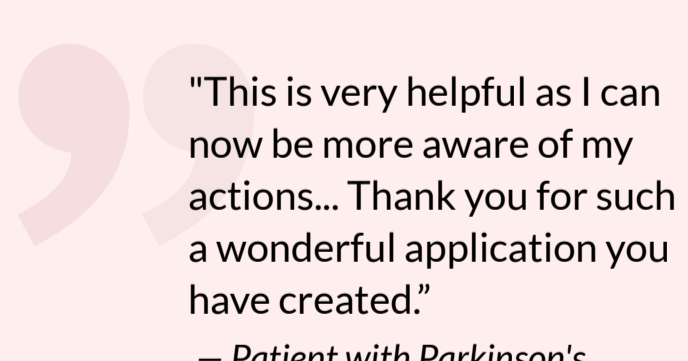 "This is very helpful as I can
now be more aware of my
actions... Thank you for such
a wonderful application you
have created.”
— Patient with Parkinson's